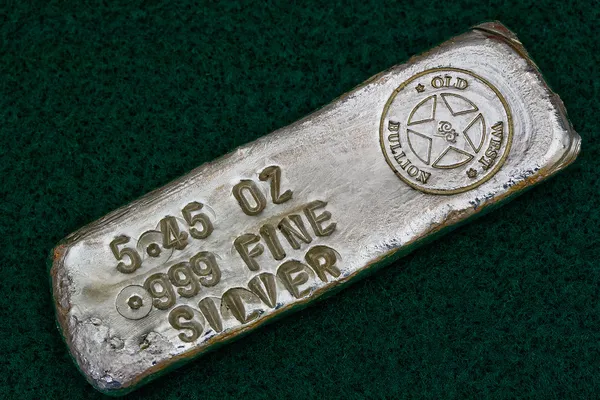 OLD WEST BULLION
5.45 OZ
.999 FINE
SILVER